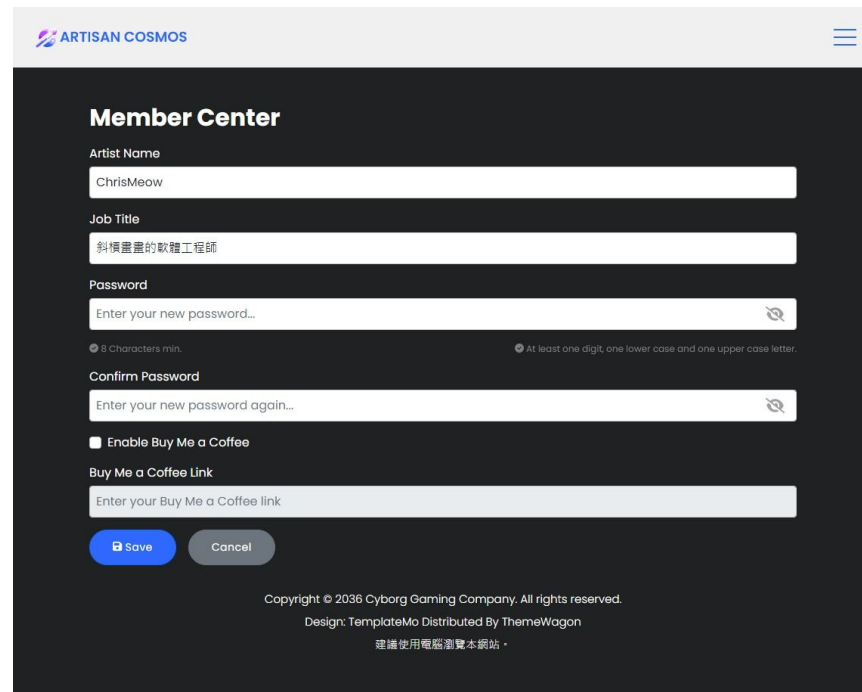 ARTISAN COSMOS
Member Center
Artist Name
ChrisMeow
Job Title
斜槓畫畫的軟體工程師
Password
Enter your new password...
8 Characters min.
At least one digit, one lower case and one upper case letter.
Confirm Password
Enter your new password again...
Enable Buy Me a Coffee
Buy Me a Coffee Link
Enter your Buy Me a Coffee link
Save
Cancel
Copyright © 2036 Cyborg Gaming Company. All rights reserved.
Design: TemplateMo Distributed By ThemeWagon
建議使用電腦瀏覽本網站。